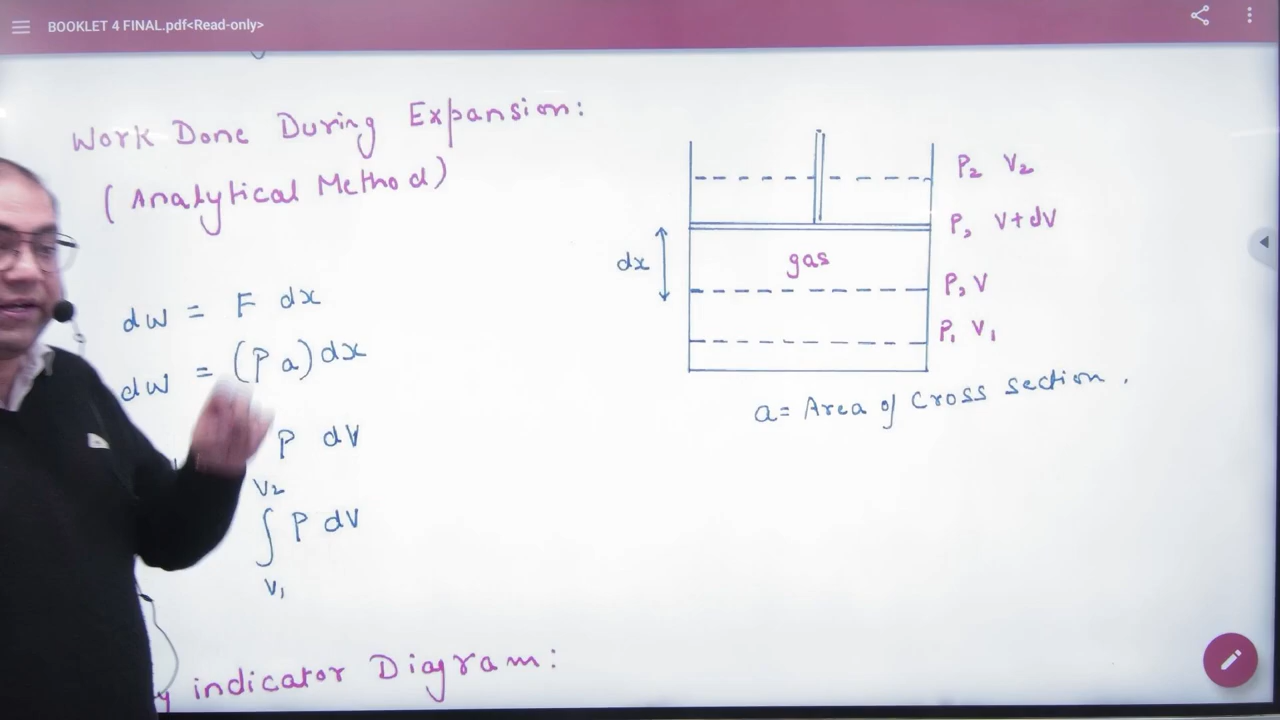 BOOKLET 4 FINAL.pdf<Read-only>
Work Done During Expansion:
(Analytical Method)
dw = F dx
dw = (P a) dx
P dV
V₂
∫ P dV
V₁
indicator Diagram:
P₂ V₂
P, V+dV
dx
gas
P, V
P₁ V₁
a = Area of Cross section.